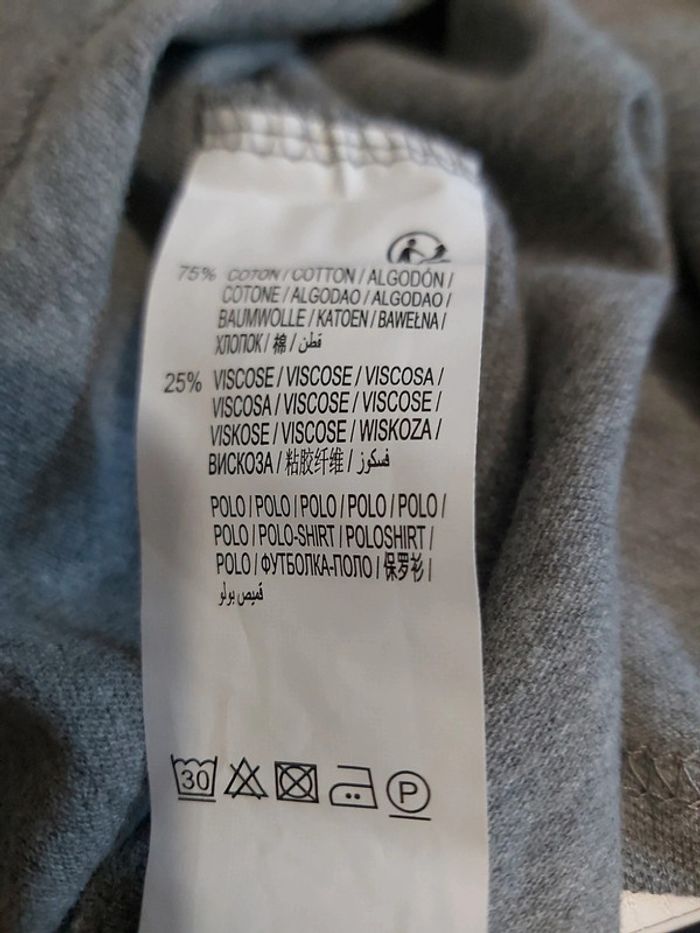 75% COTON / COTTON / ALGODÓN /
COTONE / ALGODAO / ALGODAO /
BAUMWOLLE / KATOEN / BAWEŁNA /
ХЛОПОК / 棉 / قطن
25% VISCOSE / VISCOSE / VISCOSA /
VISCOSA / VISCOSE / VISCOSE /
VISKOSE / VISCOSE / WISKOZA /
ВИСКОЗА / 粘胶纤维 / فسكوز
POLO / POLO / POLO / POLO / POLO /
POLO / POLO-SHIRT / POLOSHIRT /
POLO / ФУТБОЛКА-ПОЛО / 保罗衫 /
قميص بولو
30 P